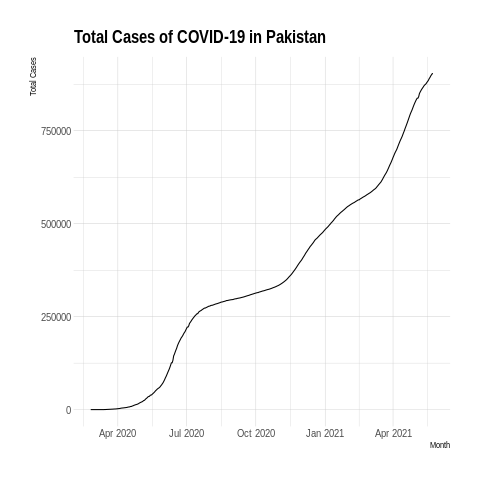 Total Cases of COVID-19 in Pakistan
Total Cases
750000
500000
250000
0
Apr 2020 Jul 2020 Oct 2020 Jan 2021 Apr 2021
Month